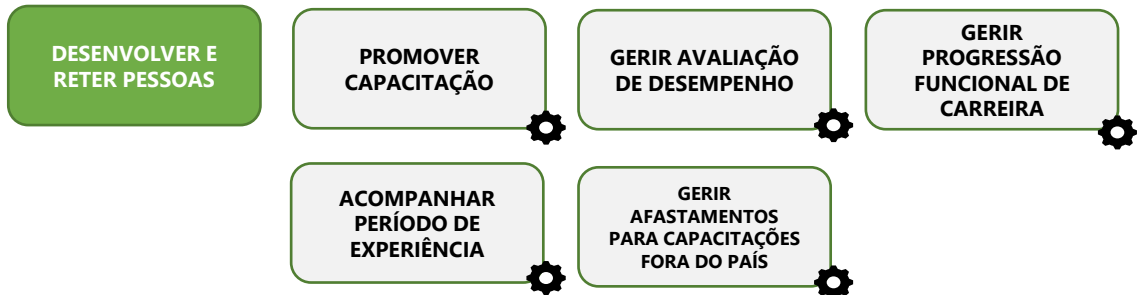 DESENVOLVER E
RETER PESSOAS
PROMOVER
CAPACITAÇÃO
GERIR AVALIAÇÃO
DE DESEMPENHO
GERIR
PROGRESSÃO
FUNCIONAL DE
CARREIRA
ACOMPANHAR
PERÍODO DE
EXPERIÊNCIA
GERIR
AFASTAMENTOS
PARA CAPACITAÇÕES
FORA DO PAÍS